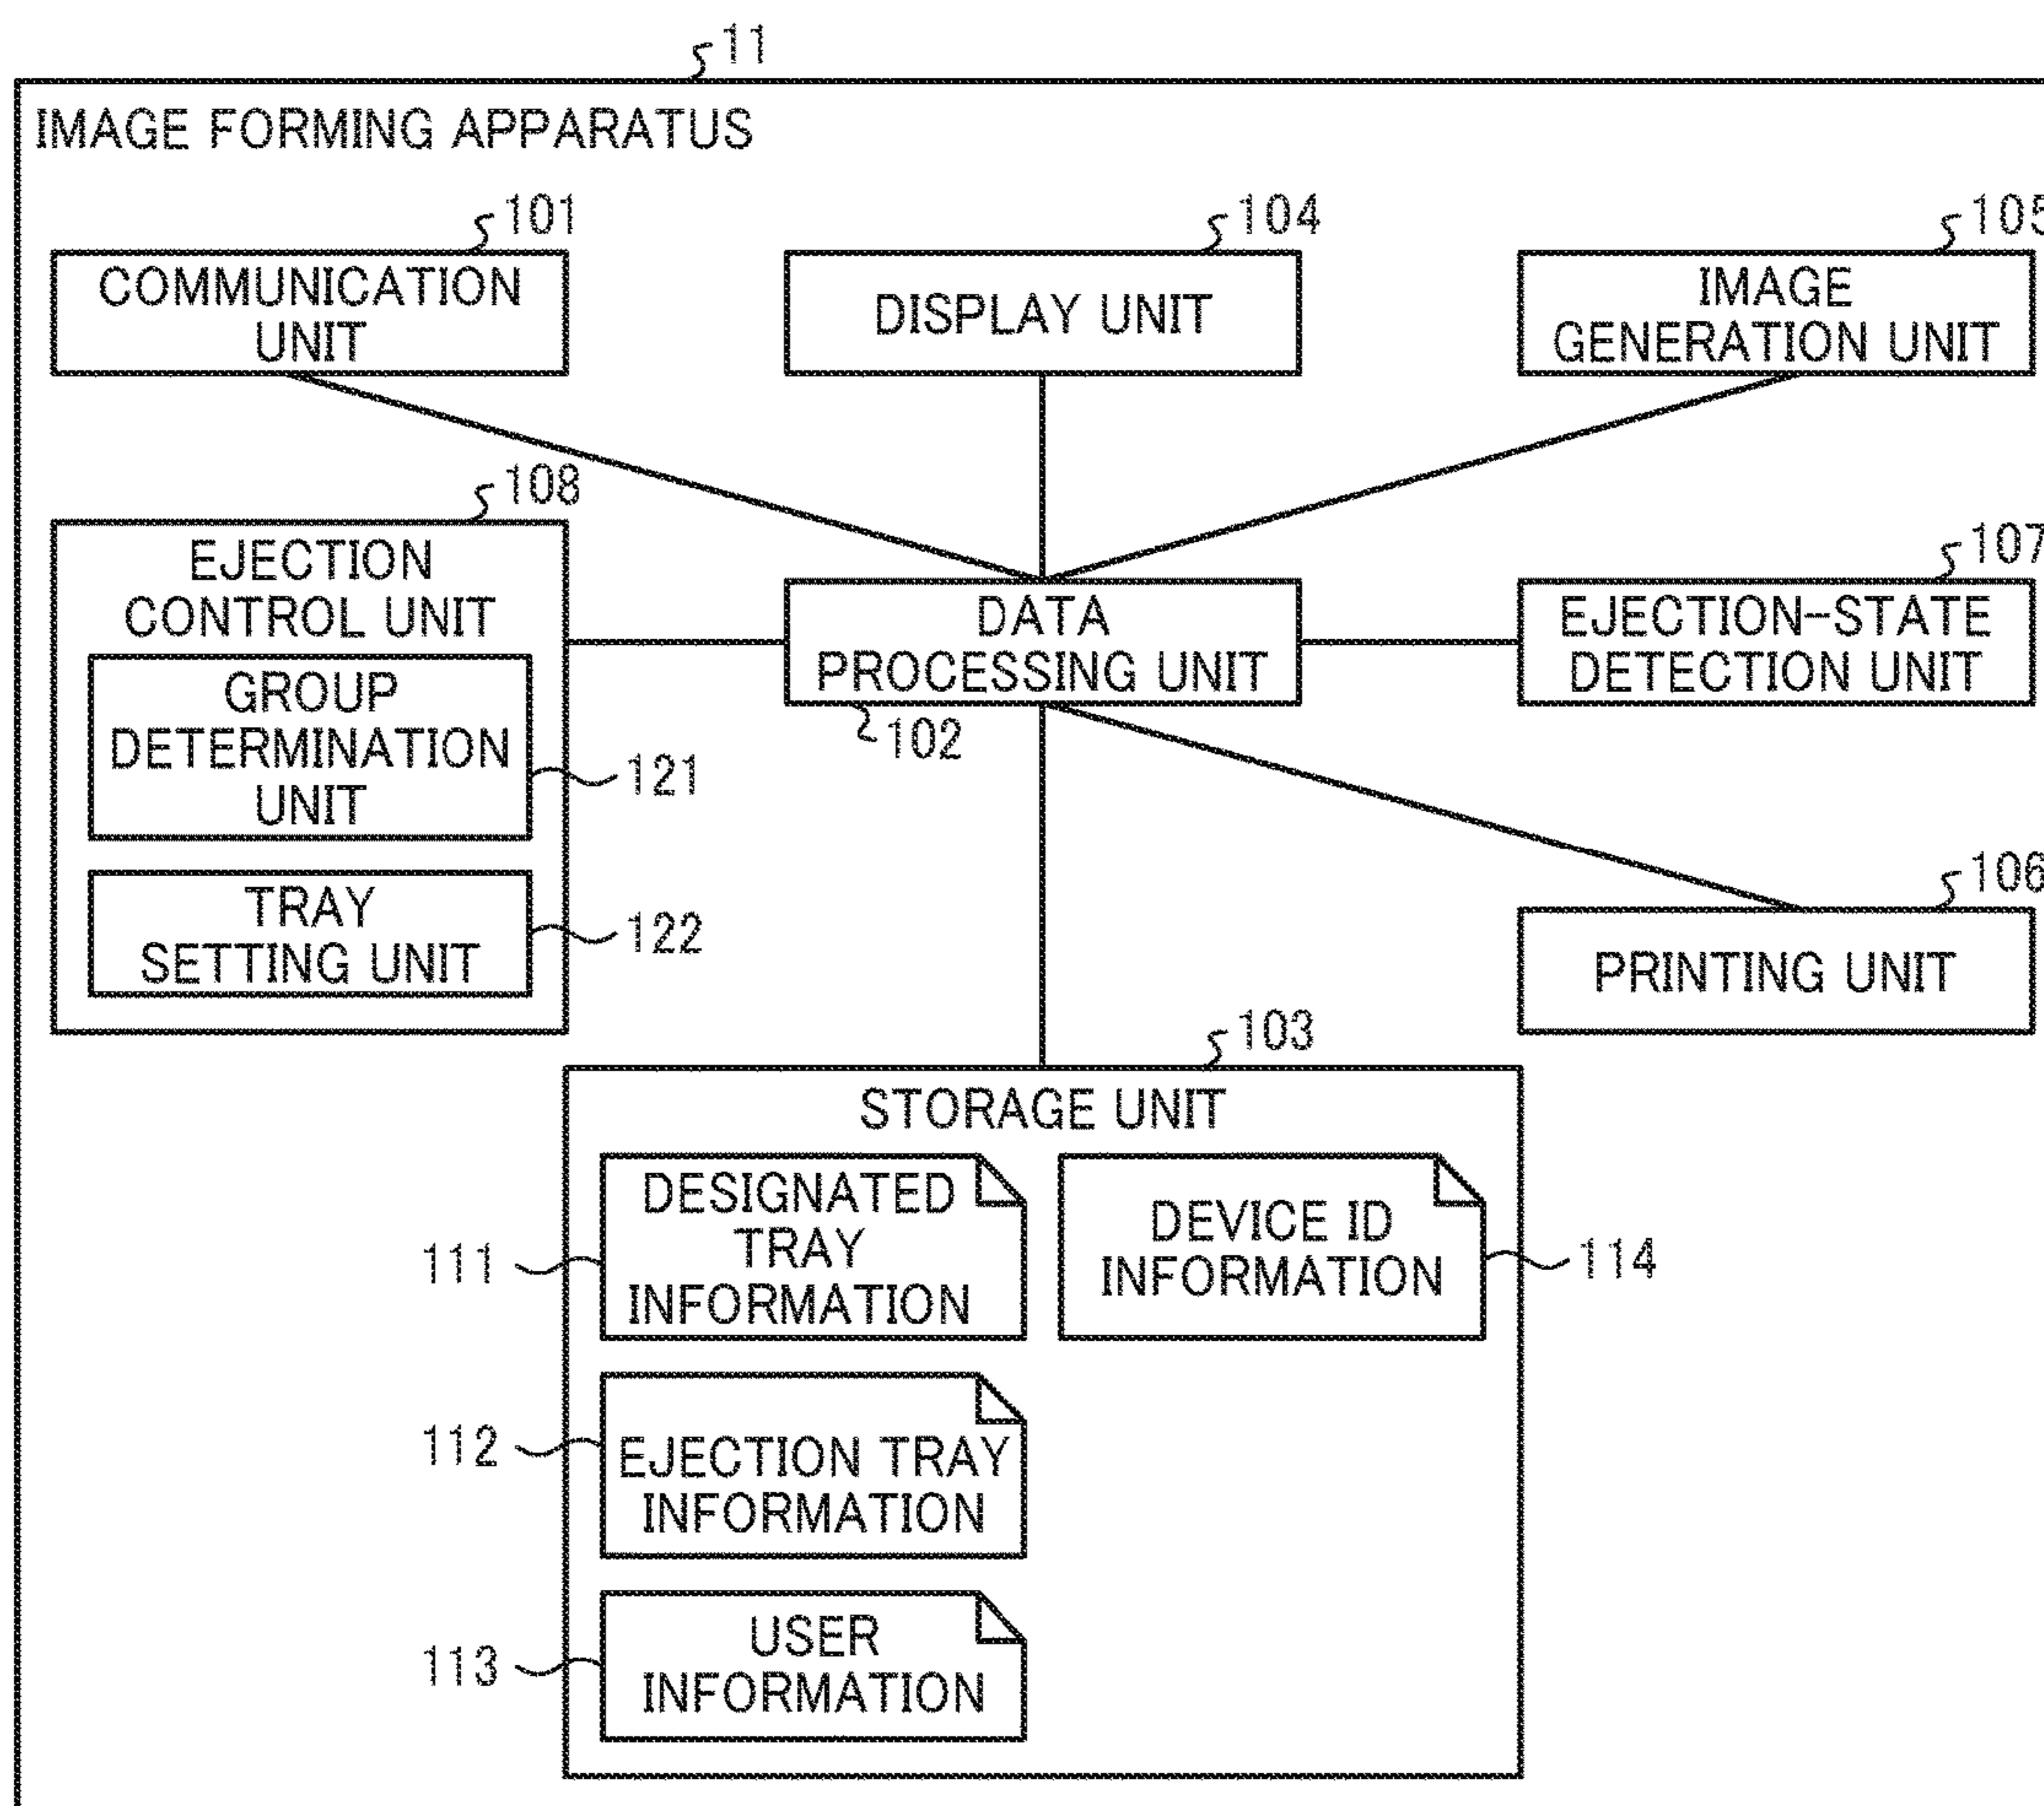 11
IMAGE FORMING APPARATUS
101
COMMUNICATION
UNIT
104
DISPLAY UNIT
105
IMAGE
GENERATION UNIT
108
EJECTION
CONTROL UNIT
GROUP
DETERMINATION
UNIT
121
TRAY
SETTING UNIT
122
DATA
PROCESSING UNIT
102
107
EJECTION-STATE
DETECTION UNIT
106
PRINTING UNIT
103
STORAGE UNIT
111
DESIGNATED
TRAY
INFORMATION
DEVICE ID
INFORMATION
114
112
EJECTION TRAY
INFORMATION
113
USER
INFORMATION